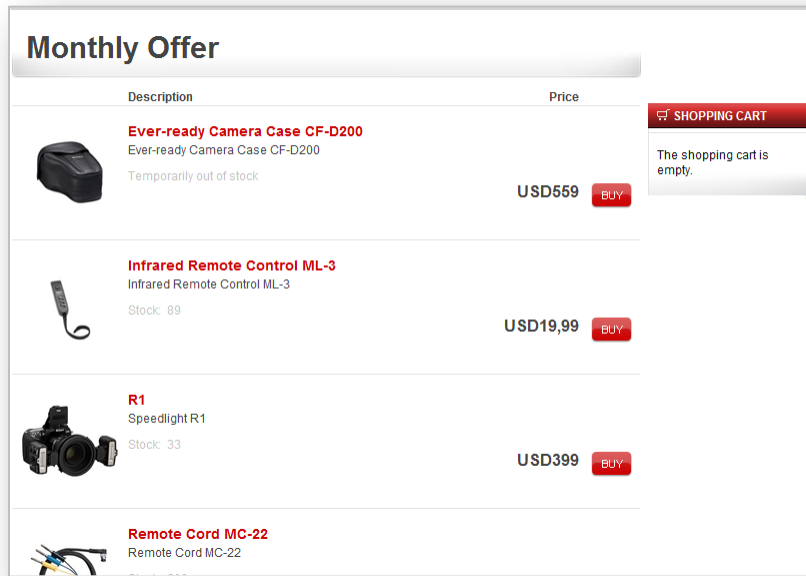 Monthly Offer
Description Price
Ever-ready Camera Case CF-D200
Ever-ready Camera Case CF-D200
Temporarily out of stock
USD559 BUY
Infrared Remote Control ML-3
Infrared Remote Control ML-3
Stock: 89
USD19,99 BUY
R1
Speedlight R1
Stock: 33
USD399 BUY
Remote Cord MC-22
Remote Cord MC-22
SHOPPING CART
The shopping cart is
empty.